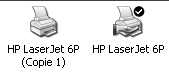 HP LaserJet 6P
(Copie 1)
HP LaserJet 6P